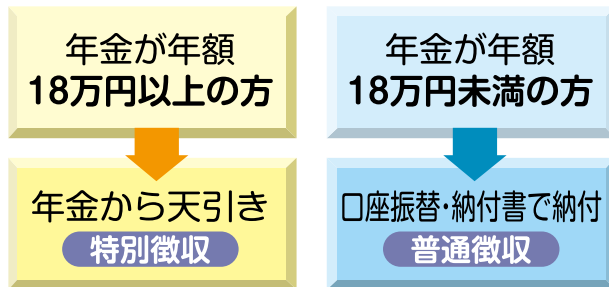 年金が年額
18万円以上の方
年金から天引き
特別徴収
年金が年額
18万円未満の方
口座振替･納付書で納付
普通徴収